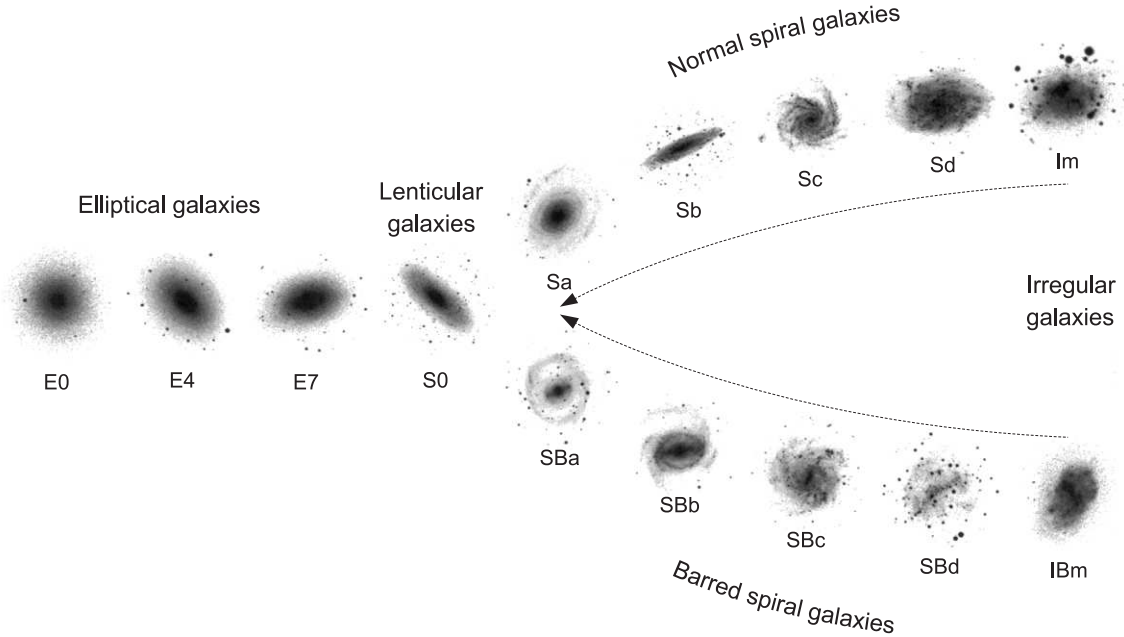 Normal spiral galaxies
Sb
Sc
Sd
Im
Elliptical galaxies
Lenticular
galaxies
Sa
Irregular
galaxies
E0
E4
E7
S0
SBa
SBb
SBc
SBd
IBm
Barred spiral galaxies